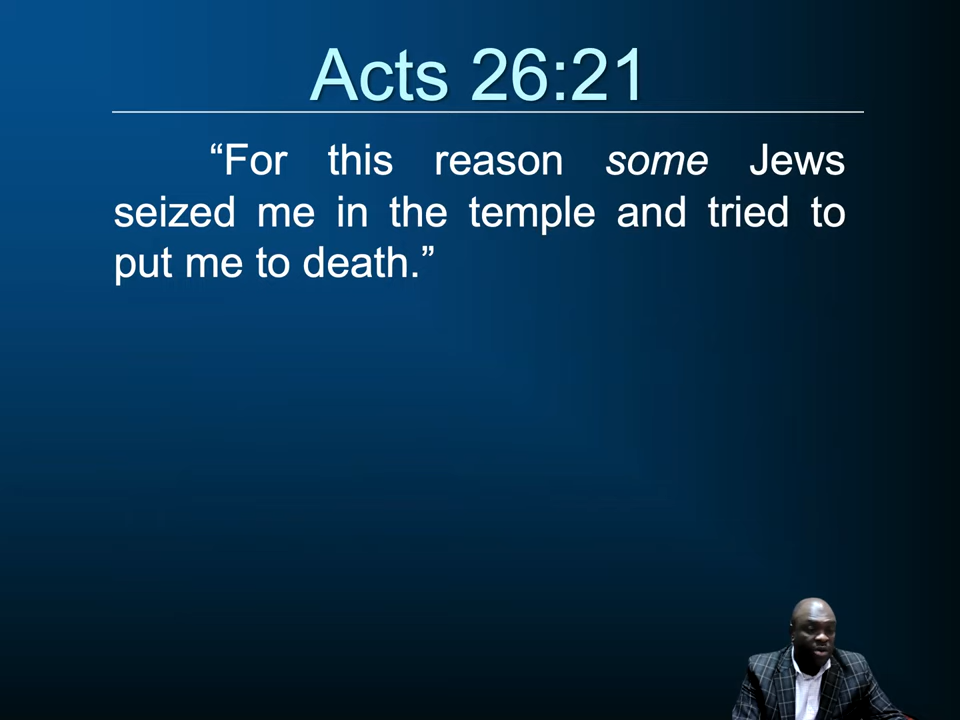 Acts 26:21
“For this reason some Jews
seized me in the temple and tried to
put me to death.”